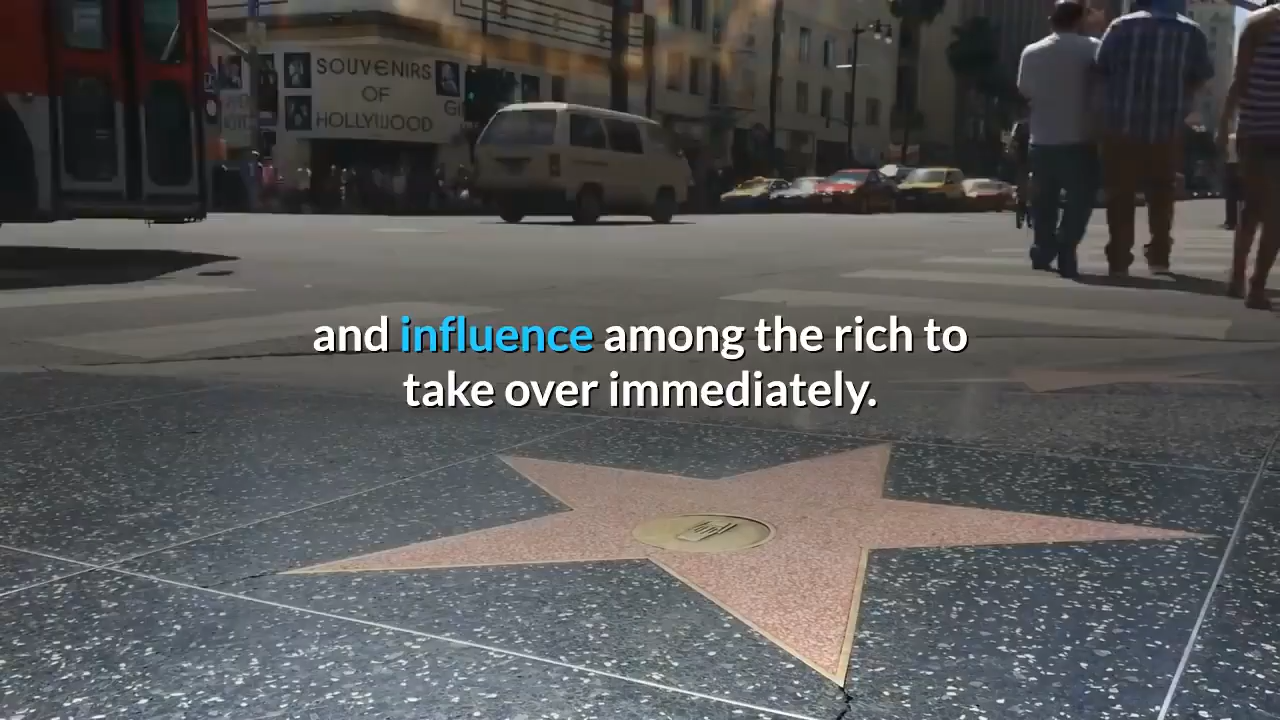 SOUVENIRS
OF
HOLLYWOOD
and influence among the rich to
take over immediately.